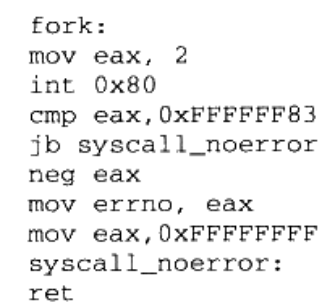 fork:
mov eax, 2
int 0x80
cmp eax,0xFFFFFF83
jb syscall_noerror
neg eax
mov errno, eax
mov eax,0xFFFFFFFF
syscall_noerror:
ret